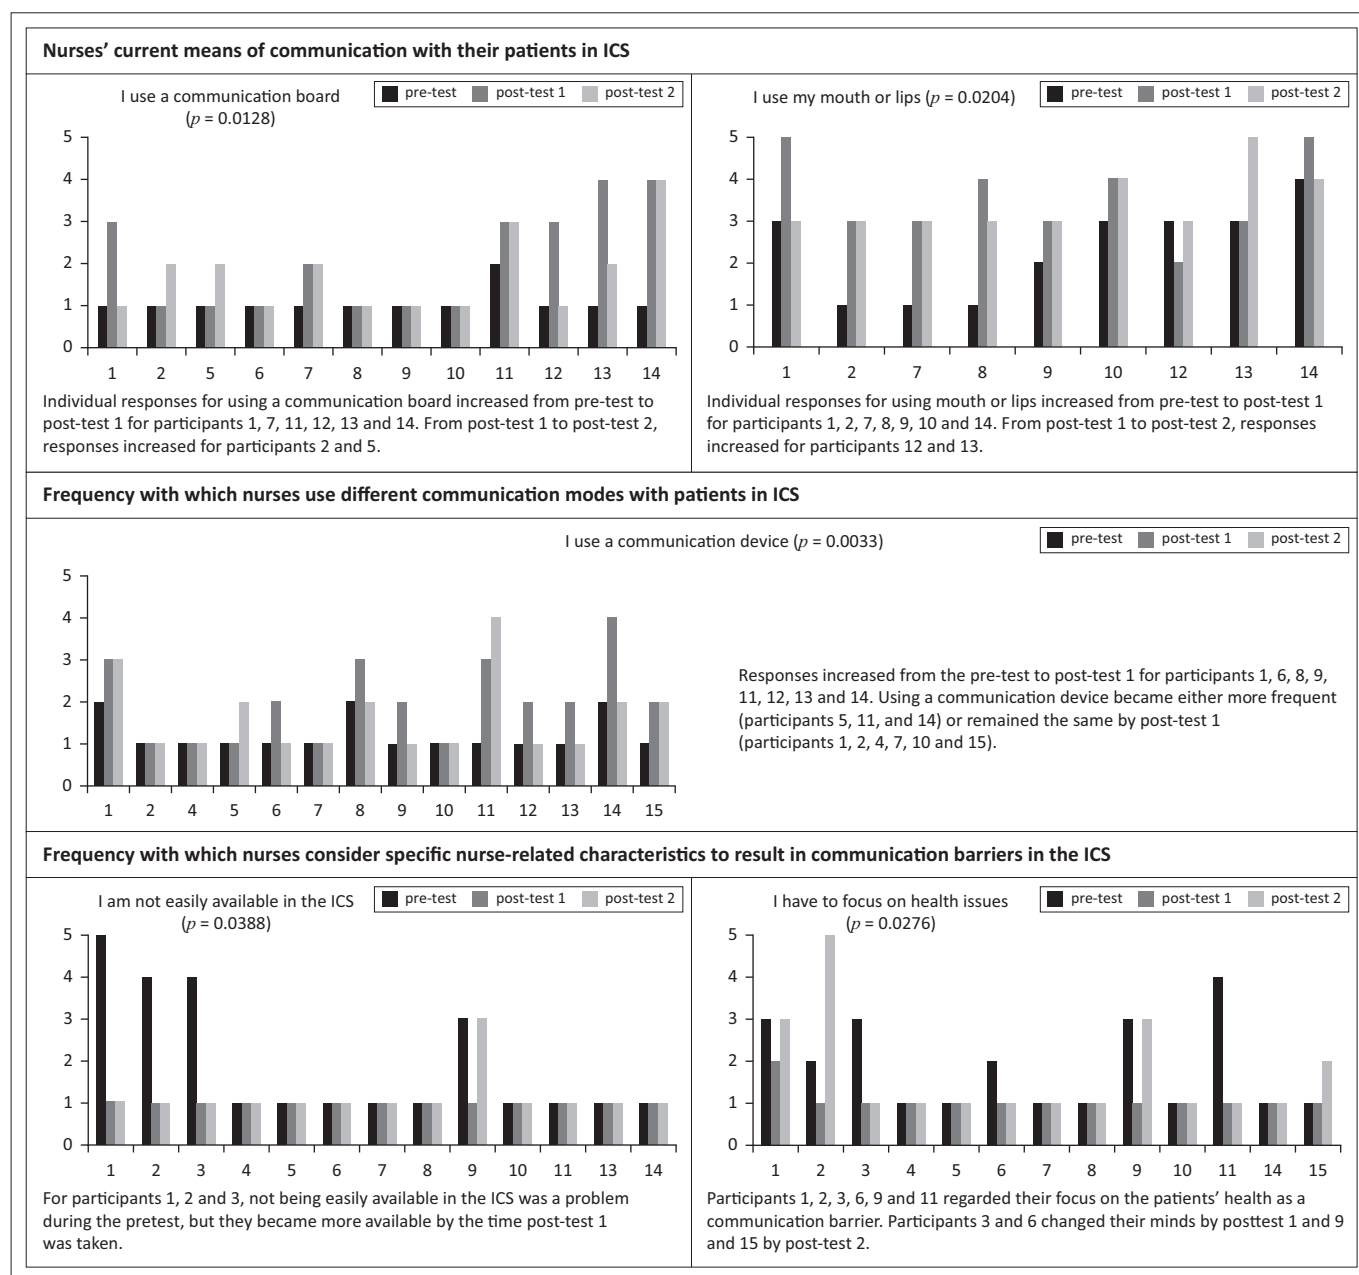 Nurses’ current means of communication with their patients in ICS
I use a communication board
(p = 0.0128)
pre-test post-test 1 post-test 2
5
4
3
2
1
0
1 2 5 6 7 8 9 10 11 12 13 14
Individual responses for using a communication board increased from pre-test to
post-test 1 for participants 1, 7, 11, 12, 13 and 14. From post-test 1 to post-test 2,
responses increased for participants 2 and 5.
I use my mouth or lips (p = 0.0204)
pre-test post-test 1 post-test 2
5
4
3
2
1
0
1 2 7 8 9 10 12 13 14
Individual responses for using mouth or lips increased from pre-test to post-test 1
for participants 1, 2, 7, 8, 9, 10 and 14. From post-test 1 to post-test 2, responses
increased for participants 12 and 13.
Frequency with which nurses use different communication modes with patients in ICS
I use a communication device (p = 0.0033)
pre-test post-test 1 post-test 2
5
4
3
2
1
0
1 2 4 5 6 7 8 9 10 11 12 13 14 15
Responses increased from the pre-test to post-test 1 for participants 1, 6, 8, 9,
11, 12, 13 and 14. Using a communication device became either more frequent
(participants 5, 11, and 14) or remained the same by post-test 1
(participants 1, 2, 4, 7, 10 and 15).
Frequency with which nurses consider specific nurse-related characteristics to result in communication barriers in the ICS
I am not easily available in the ICS
(p = 0.0388)
pre-test post-test 1 post-test 2
5
4
3
2
1
0
1 2 3 4 5 6 7 8 9 10 11 13 14
For participants 1, 2 and 3, not being easily available in the ICS was a problem
during the pretest, but they became more available by the time post-test 1
was taken.
I have to focus on health issues
(p = 0.0276)
pre-test post-test 1 post-test 2
5
4
3
2
1
0
1 2 3 4 5 6 7 8 9 10 11 14 15
Participants 1, 2, 3, 6, 9 and 11 regarded their focus on the patients’ health as a
communication barrier. Participants 3 and 6 changed their minds by posttest 1 and 9
and 15 by post-test 2.